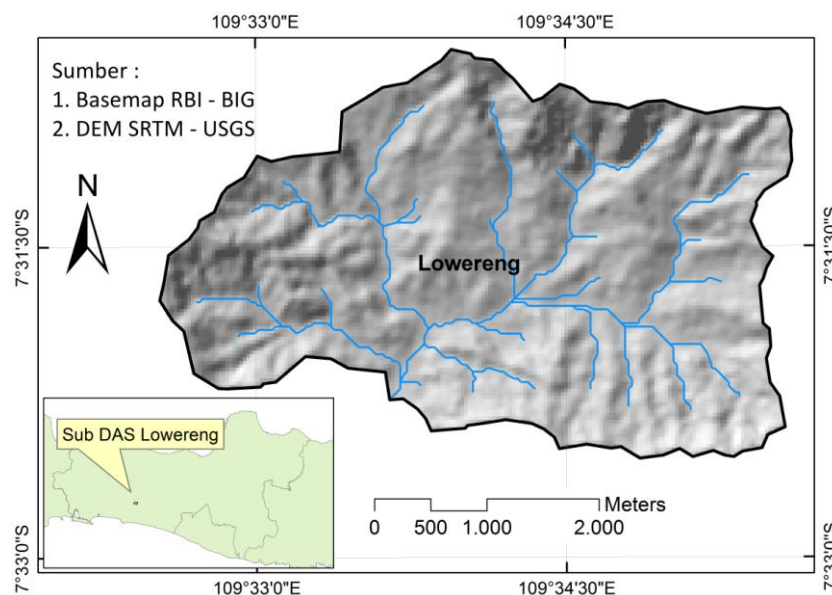 109°33'0"E
109°34'30"E
Sumber :
1. Basemap RBI - BIG
2. DEM SRTM - USGS
N
7°31'30"S
7°31'30"S
Lowereng
Sub DAS Lowereng
Meters
0
500
1.000
2.000
7°33'0"S
7°33'0"S
109°33'0"E
109°34'30"E